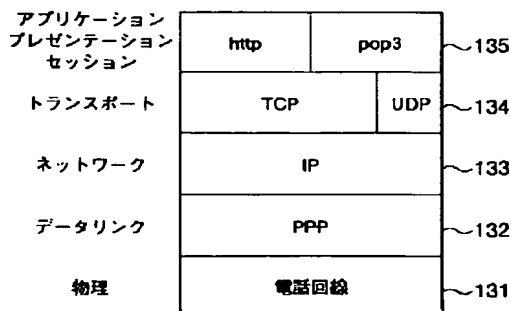 アプリケーション
プレゼンテーション
セッション
http
pop3
135
トランスポート
TCP
UDP
134
ネットワーク
IP
133
データリンク
PPP
132
物理
電話回線
131